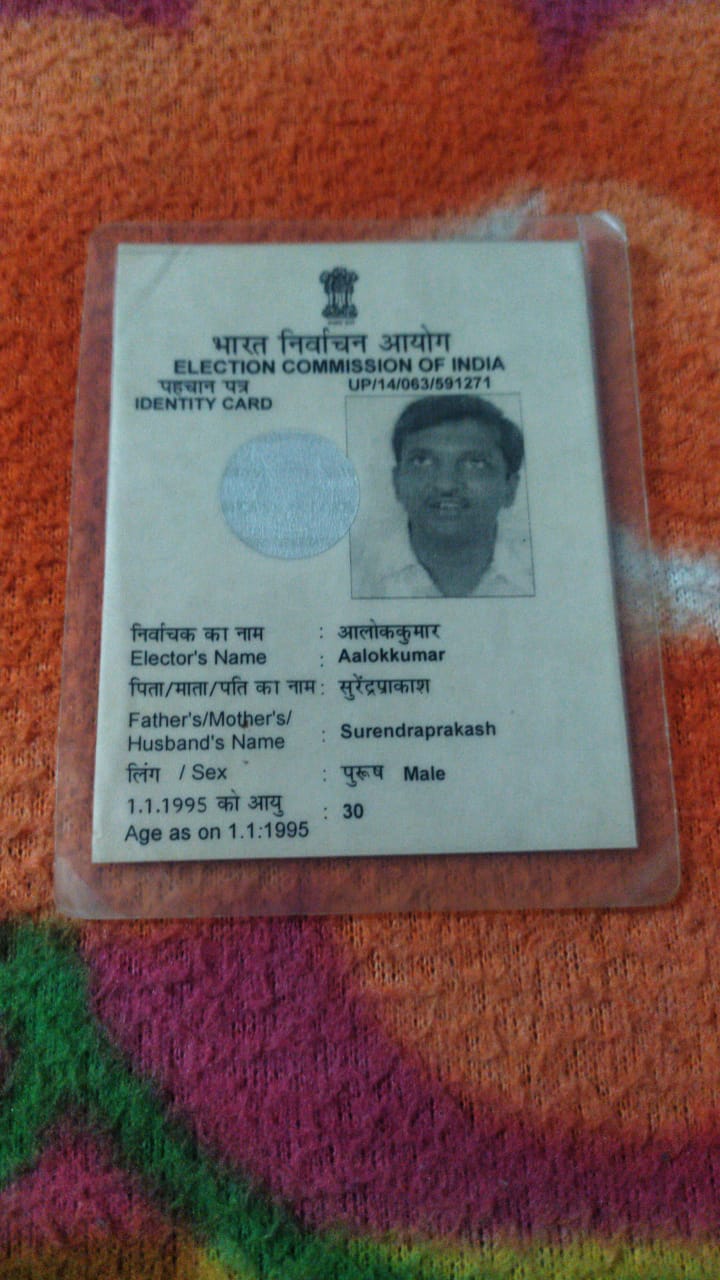 भारत निर्वाचन आयोग
ELECTION COMMISSION OF INDIA
पहचान पत्र UP/14/063/591271
IDENTITY CARD
निर्वाचक का नाम : आलोककुमार
Elector's Name : Aalokkumar
पिता/माता/पति का नाम : सुरेंद्रप्राकाश
Father's/Mother's/
Husband's Name : Surendraprakash
लिंग / Sex : पुरूष Male
1.1.1995 को आयु : 30
Age as on 1.1:1995